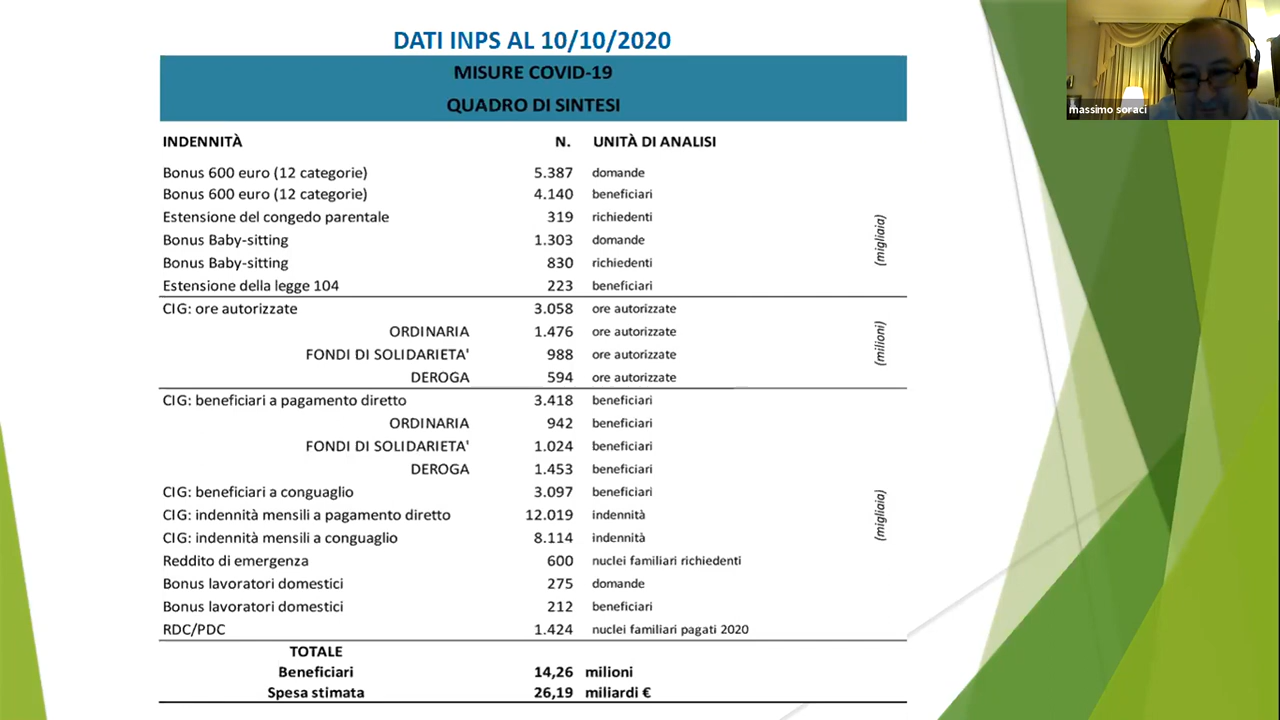 DATI INPS AL 10/10/2020
MISURE COVID-19
QUADRO DI SINTESI
massimo soraci
INDENNITÀ N. UNITÀ DI ANALISI
Bonus 600 euro (12 categorie) 5.387 domande
Bonus 600 euro (12 categorie) 4.140 beneficiari
Estensione del congedo parentale 319 richiedenti
Bonus Baby-sitting 1.303 domande
Bonus Baby-sitting 830 richiedenti
Estensione della legge 104 223 beneficiari
(migliaia)
CIG: ore autorizzate 3.058 ore autorizzate
ORDINARIA 1.476 ore autorizzate
FONDI DI SOLIDARIETA' 988 ore autorizzate
DEROGA 594 ore autorizzate
(milioni)
CIG: beneficiari a pagamento diretto 3.418 beneficiari
ORDINARIA 942 beneficiari
FONDI DI SOLIDARIETA' 1.024 beneficiari
DEROGA 1.453 beneficiari
CIG: beneficiari a conguaglio 3.097 beneficiari
CIG: indennità mensili a pagamento diretto 12.019 indennità
CIG: indennità mensili a conguaglio 8.114 indennità
Reddito di emergenza 600 nuclei familiari richiedenti
Bonus lavoratori domestici 275 domande
Bonus lavoratori domestici 212 beneficiari
RDC/PDC 1.424 nuclei familiari pagati 2020
(migliaia)
TOTALE
Beneficiari 14,26 milioni
Spesa stimata 26,19 miliardi €